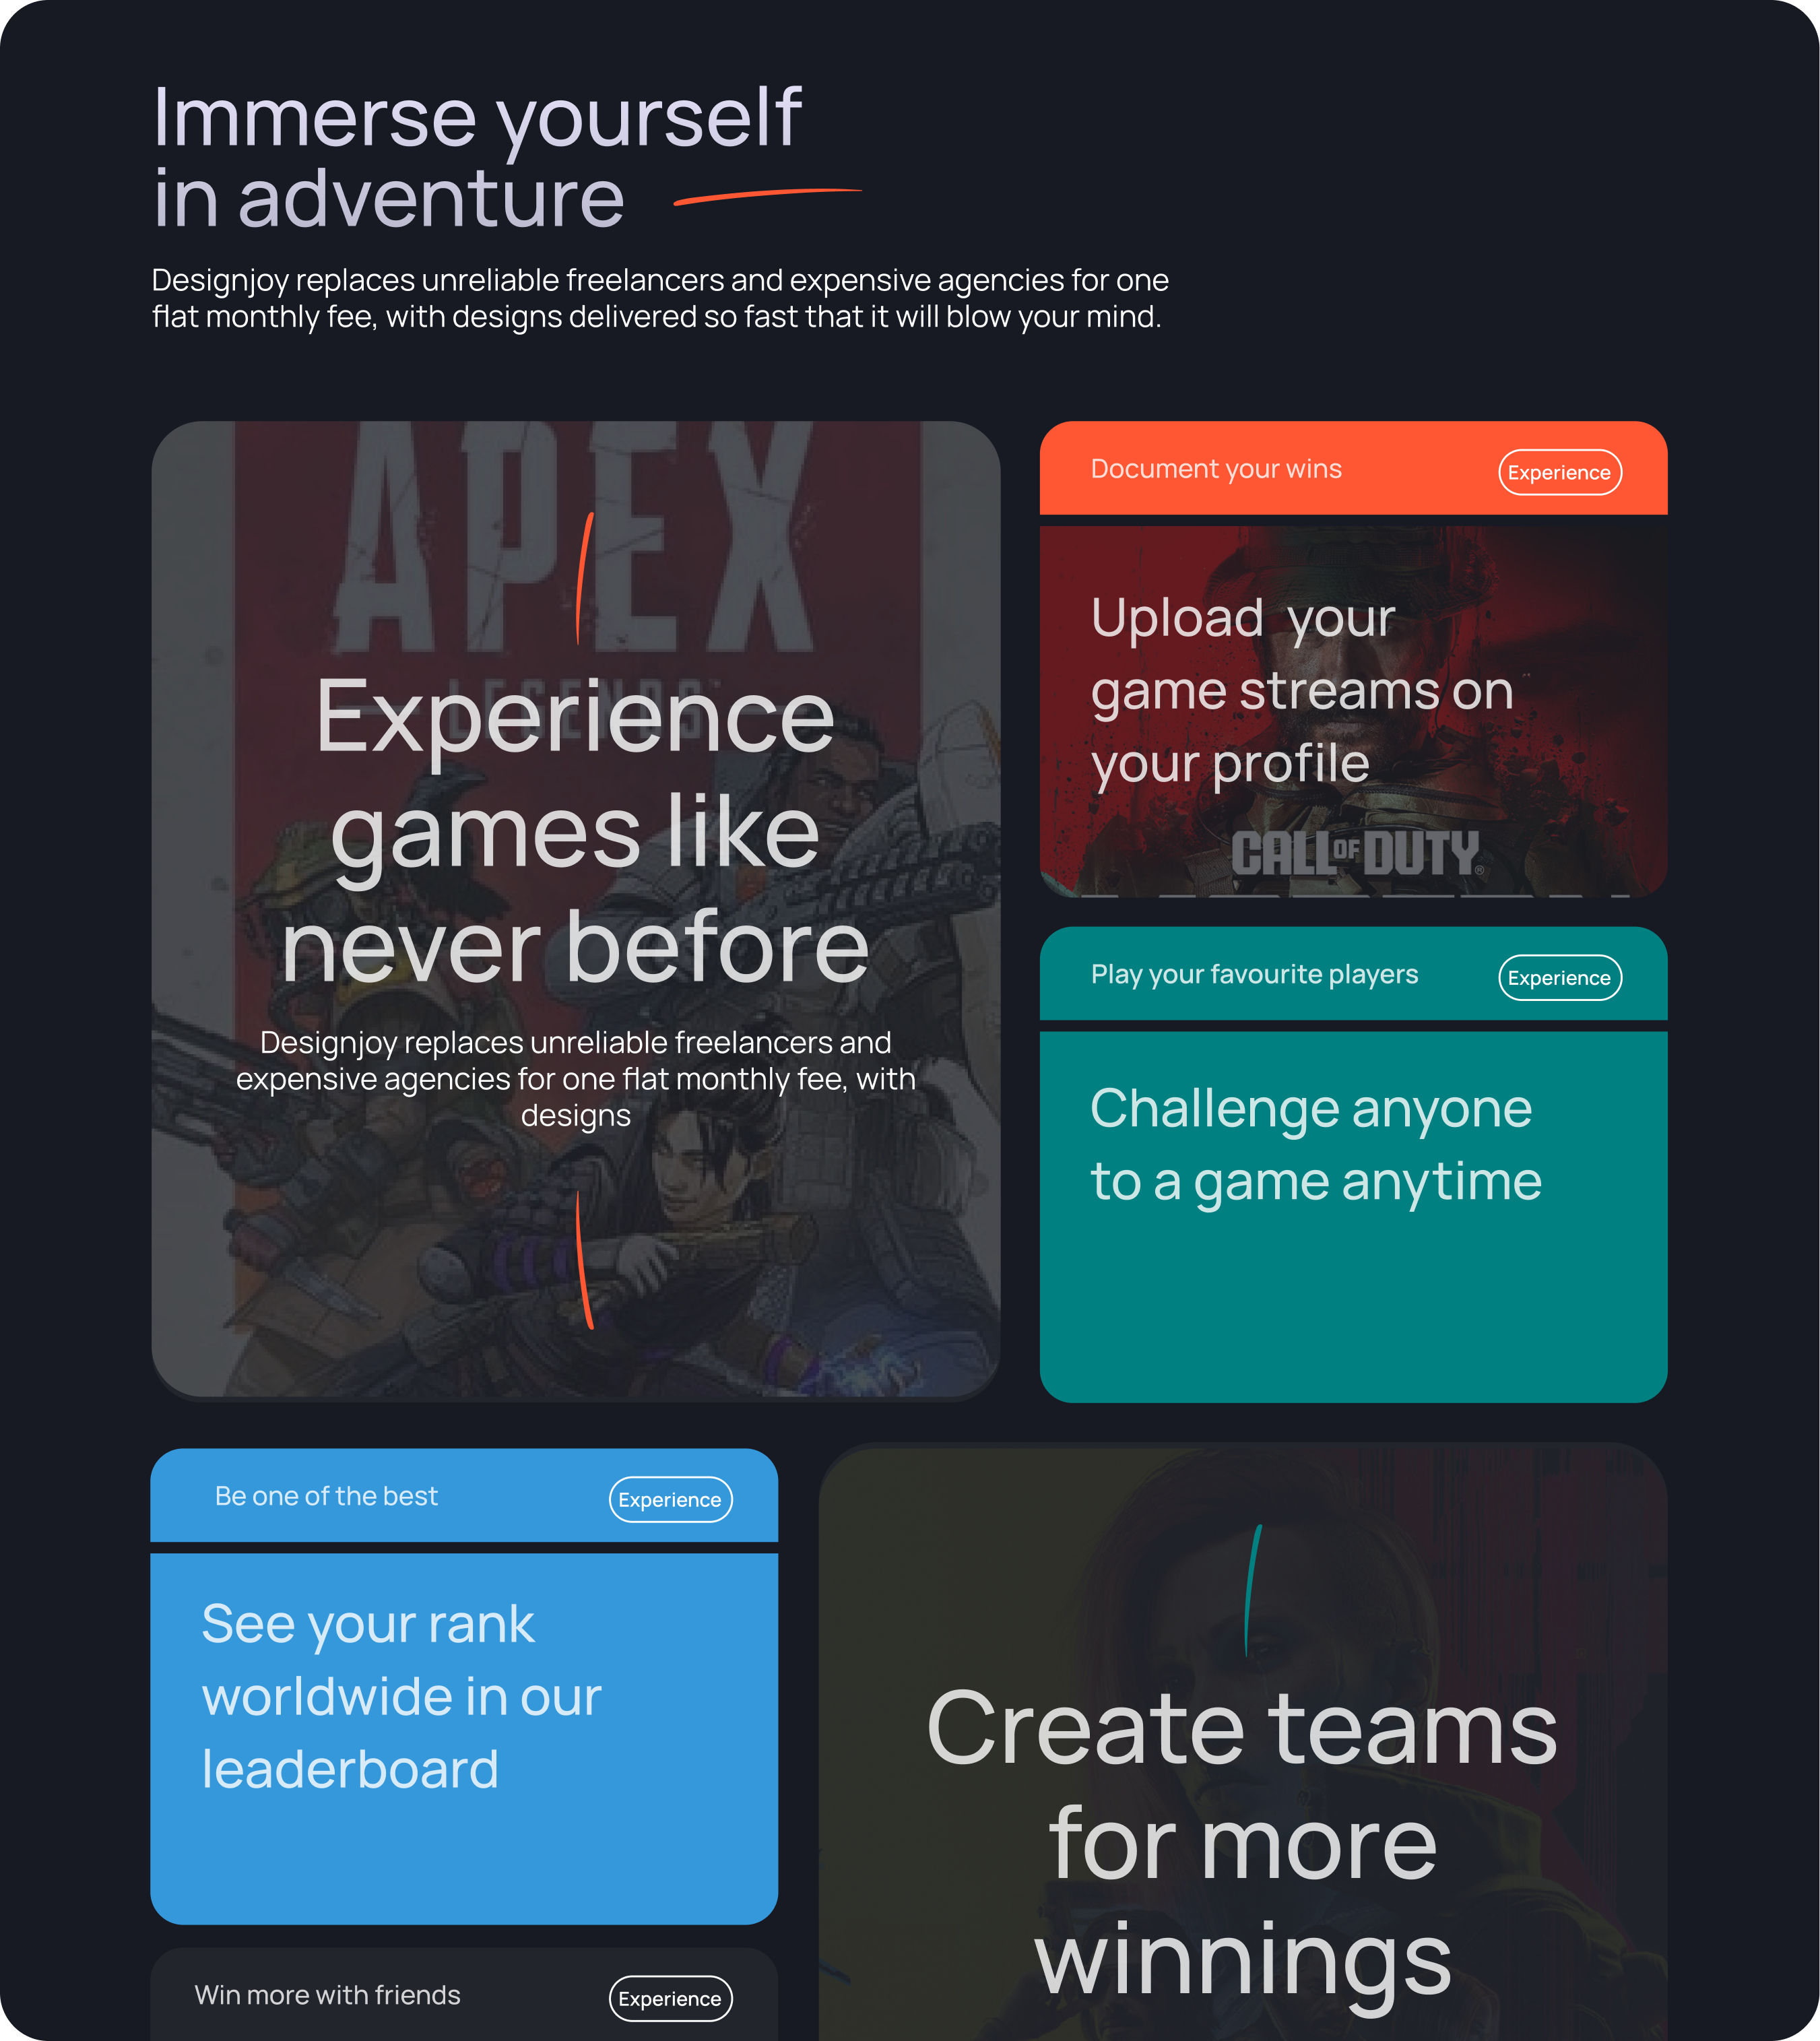 Immerse yourself
in adventure
Designjoy replaces unreliable freelancers and expensive agencies for one
flat monthly fee, with designs delivered so fast that it will blow your mind.
APEX
LEGENDS
Experience
games like
never before
Designjoy replaces unreliable freelancers and
expensive agencies for one flat monthly fee, with
designs
Document your wins
Experience
Upload your
game streams on
your profile
CALL OF DUTY®
Play your favourite players
Experience
Challenge anyone
to a game anytime
Be one of the best
Experience
See your rank
worldwide in our
leaderboard
Create teams
for more
winnings
Win more with friends
Experience